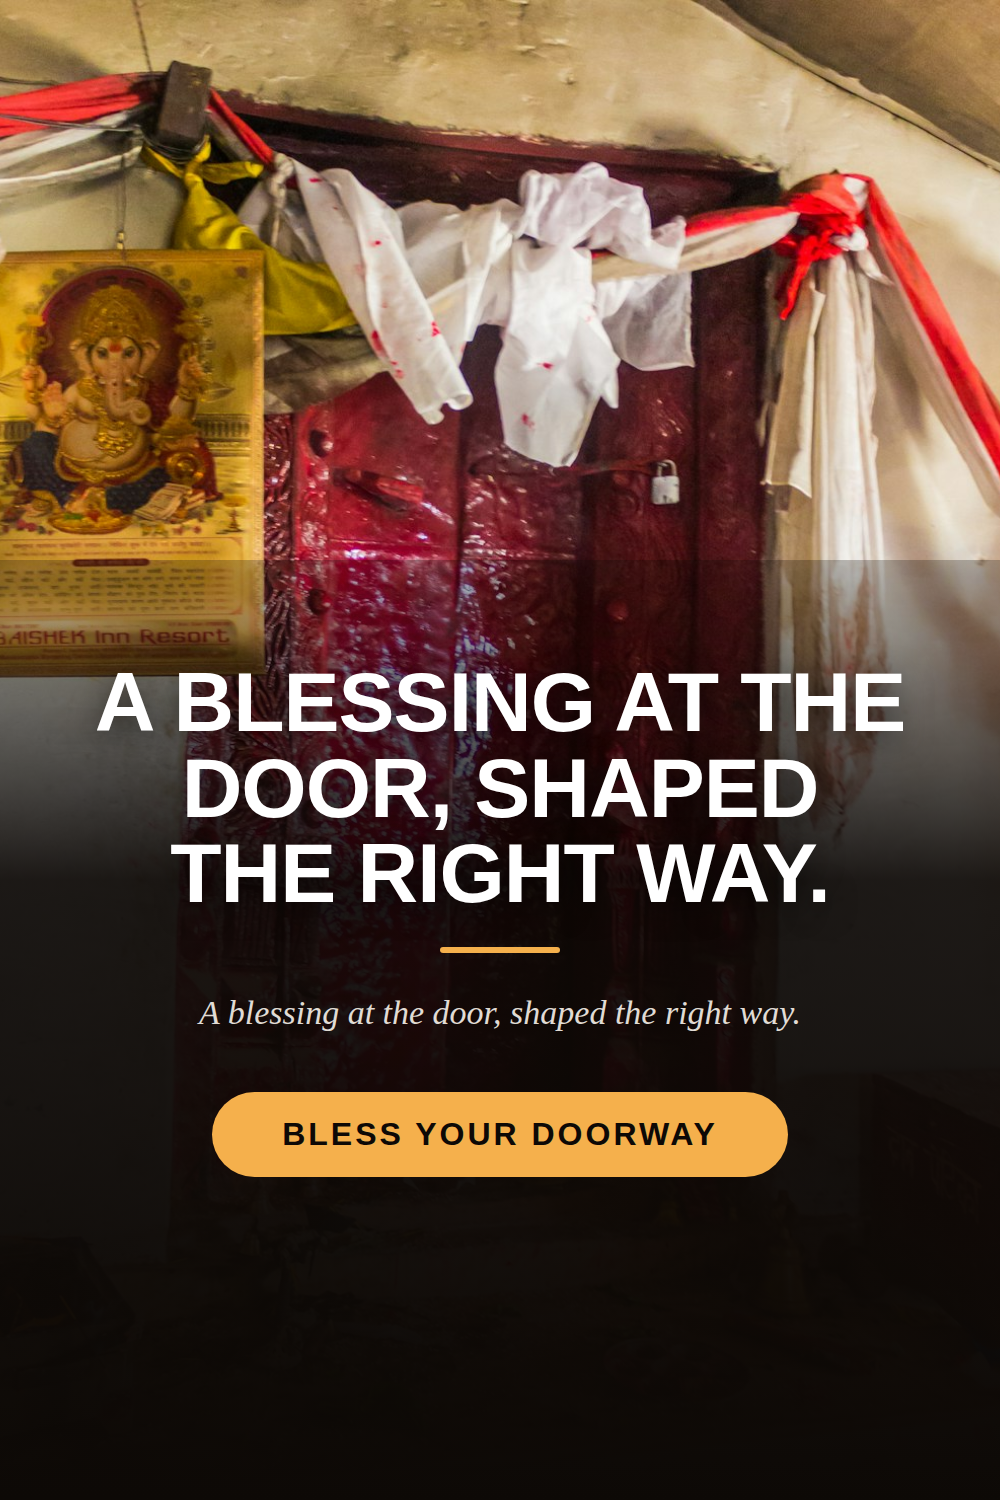 AISHEK Inn Resort
A BLESSING AT THE
DOOR, SHAPED
THE RIGHT WAY.
A blessing at the door, shaped the right way.
BLESS YOUR DOORWAY